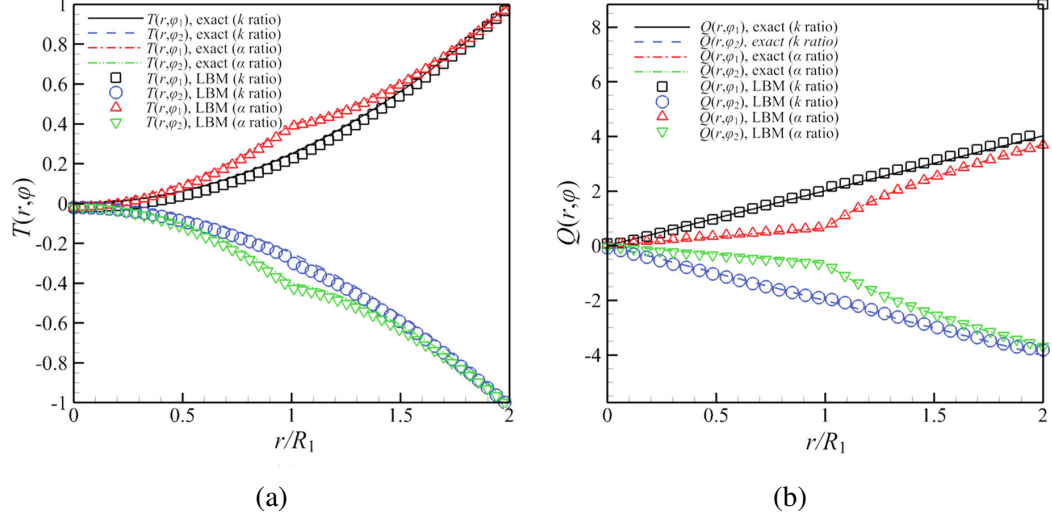 T(r,φ)
1
0.8
0.6
0.4
0.2
0
-0.2
-0.4
-0.6
-0.8
-1
0
0.5
1
1.5
2
r/R₁
T(r,φ₁), exact (k ratio)
T(r,φ₂), exact (k ratio)
T(r,φ₁), exact (α ratio)
T(r,φ₂), exact (α ratio)
T(r,φ₁), LBM (k ratio)
T(r,φ₂), LBM (k ratio)
T(r,φ₁), LBM (α ratio)
T(r,φ₂), LBM (α ratio)
(a)
Q(r,φ)
8
6
4
2
0
-2
-4
0
0.5
1
1.5
2
r/R₁
Q(r,φ₁), exact (k ratio)
Q(r,φ₂), exact (k ratio)
Q(r,φ₁), exact (α ratio)
Q(r,φ₂), exact (α ratio)
Q(r,φ₁), LBM (k ratio)
Q(r,φ₂), LBM (k ratio)
Q(r,φ₁), LBM (α ratio)
Q(r,φ₂), LBM (α ratio)
(b)